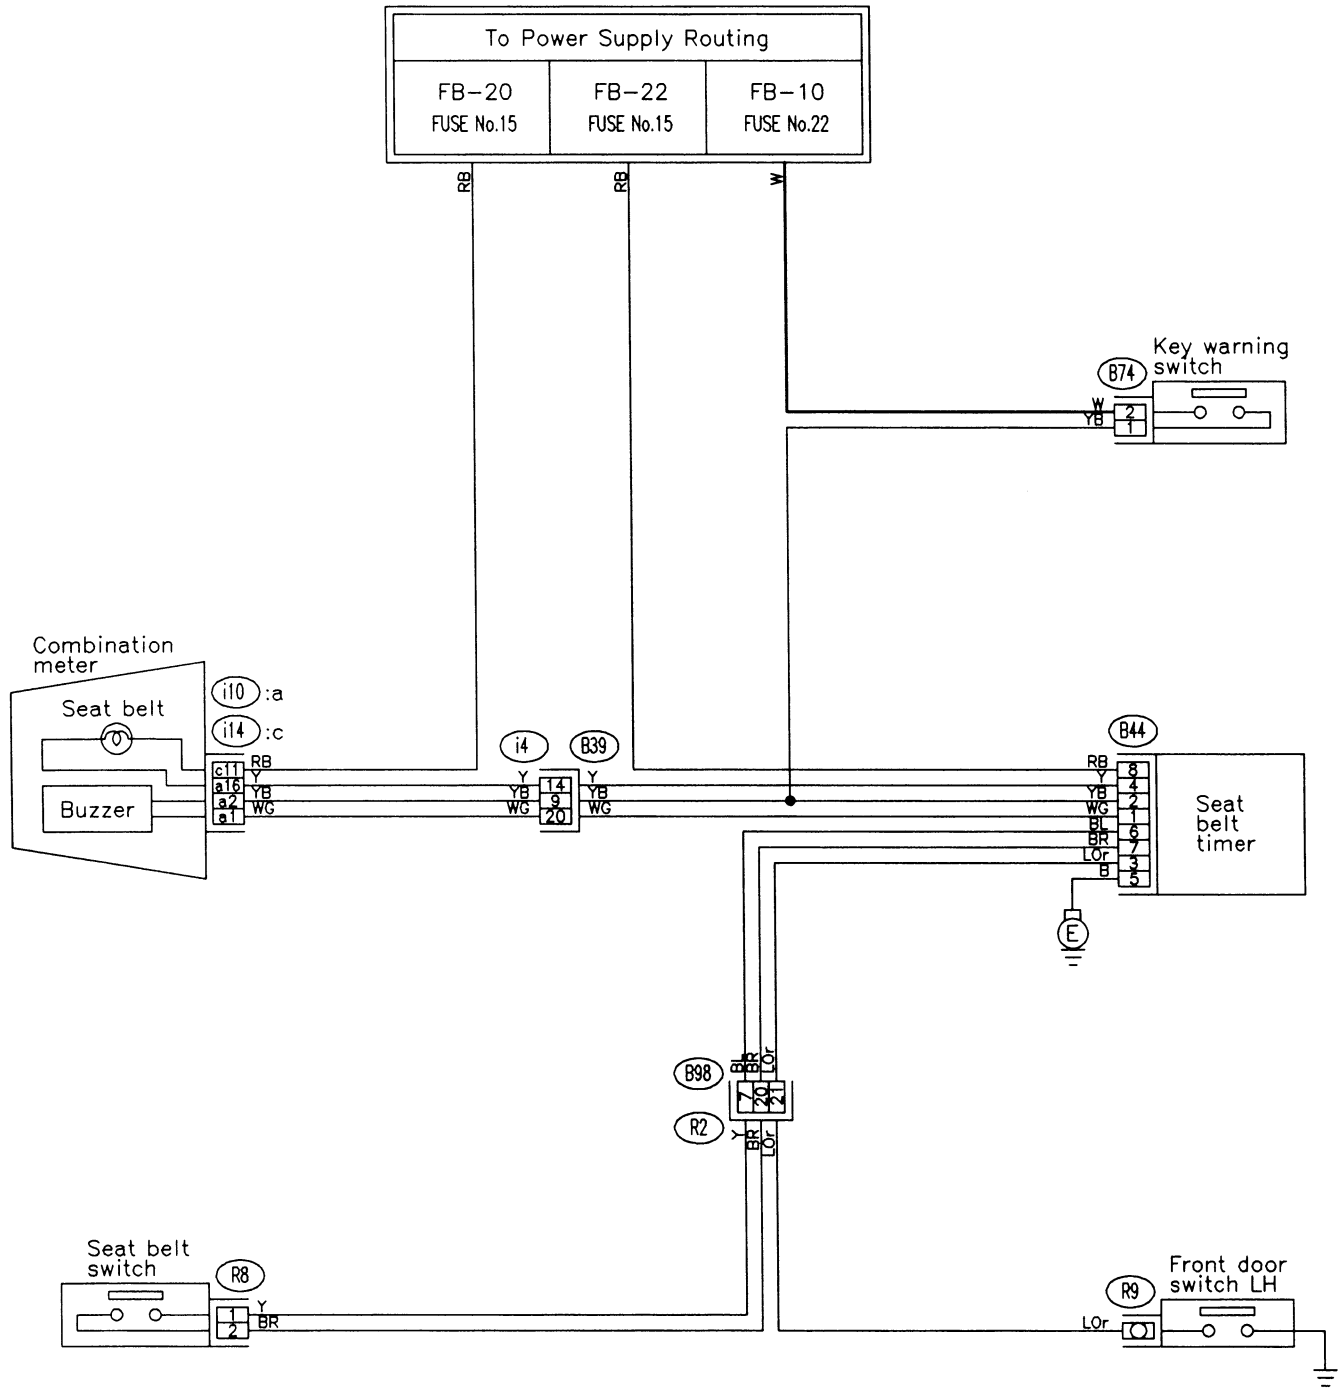 To Power Supply Routing
FB-20
FUSE No.15
FB-22
FUSE No.15
FB-10
FUSE No.22
RB
RB
W
Key warning
switch
B74
W
YB
2
1
Combination
meter
Seat belt
Buzzer
i10 :a
i14 :c
c11
a16
a2
a1
RB
Y
YB
WG
i4
B39
Y
YB
WG
14
9
20
Y
YB
WG
B44
RB
Y
YB
WG
BL
BR
LOr
B
8
4
2
1
6
7
3
5
Seat
belt
timer
E
BL
BR
LOr
B98
7
20
21
R2
Y
BR
LOr
Seat belt
switch
R8
1
2
Y
BR
Front door
switch LH
R9
LOr